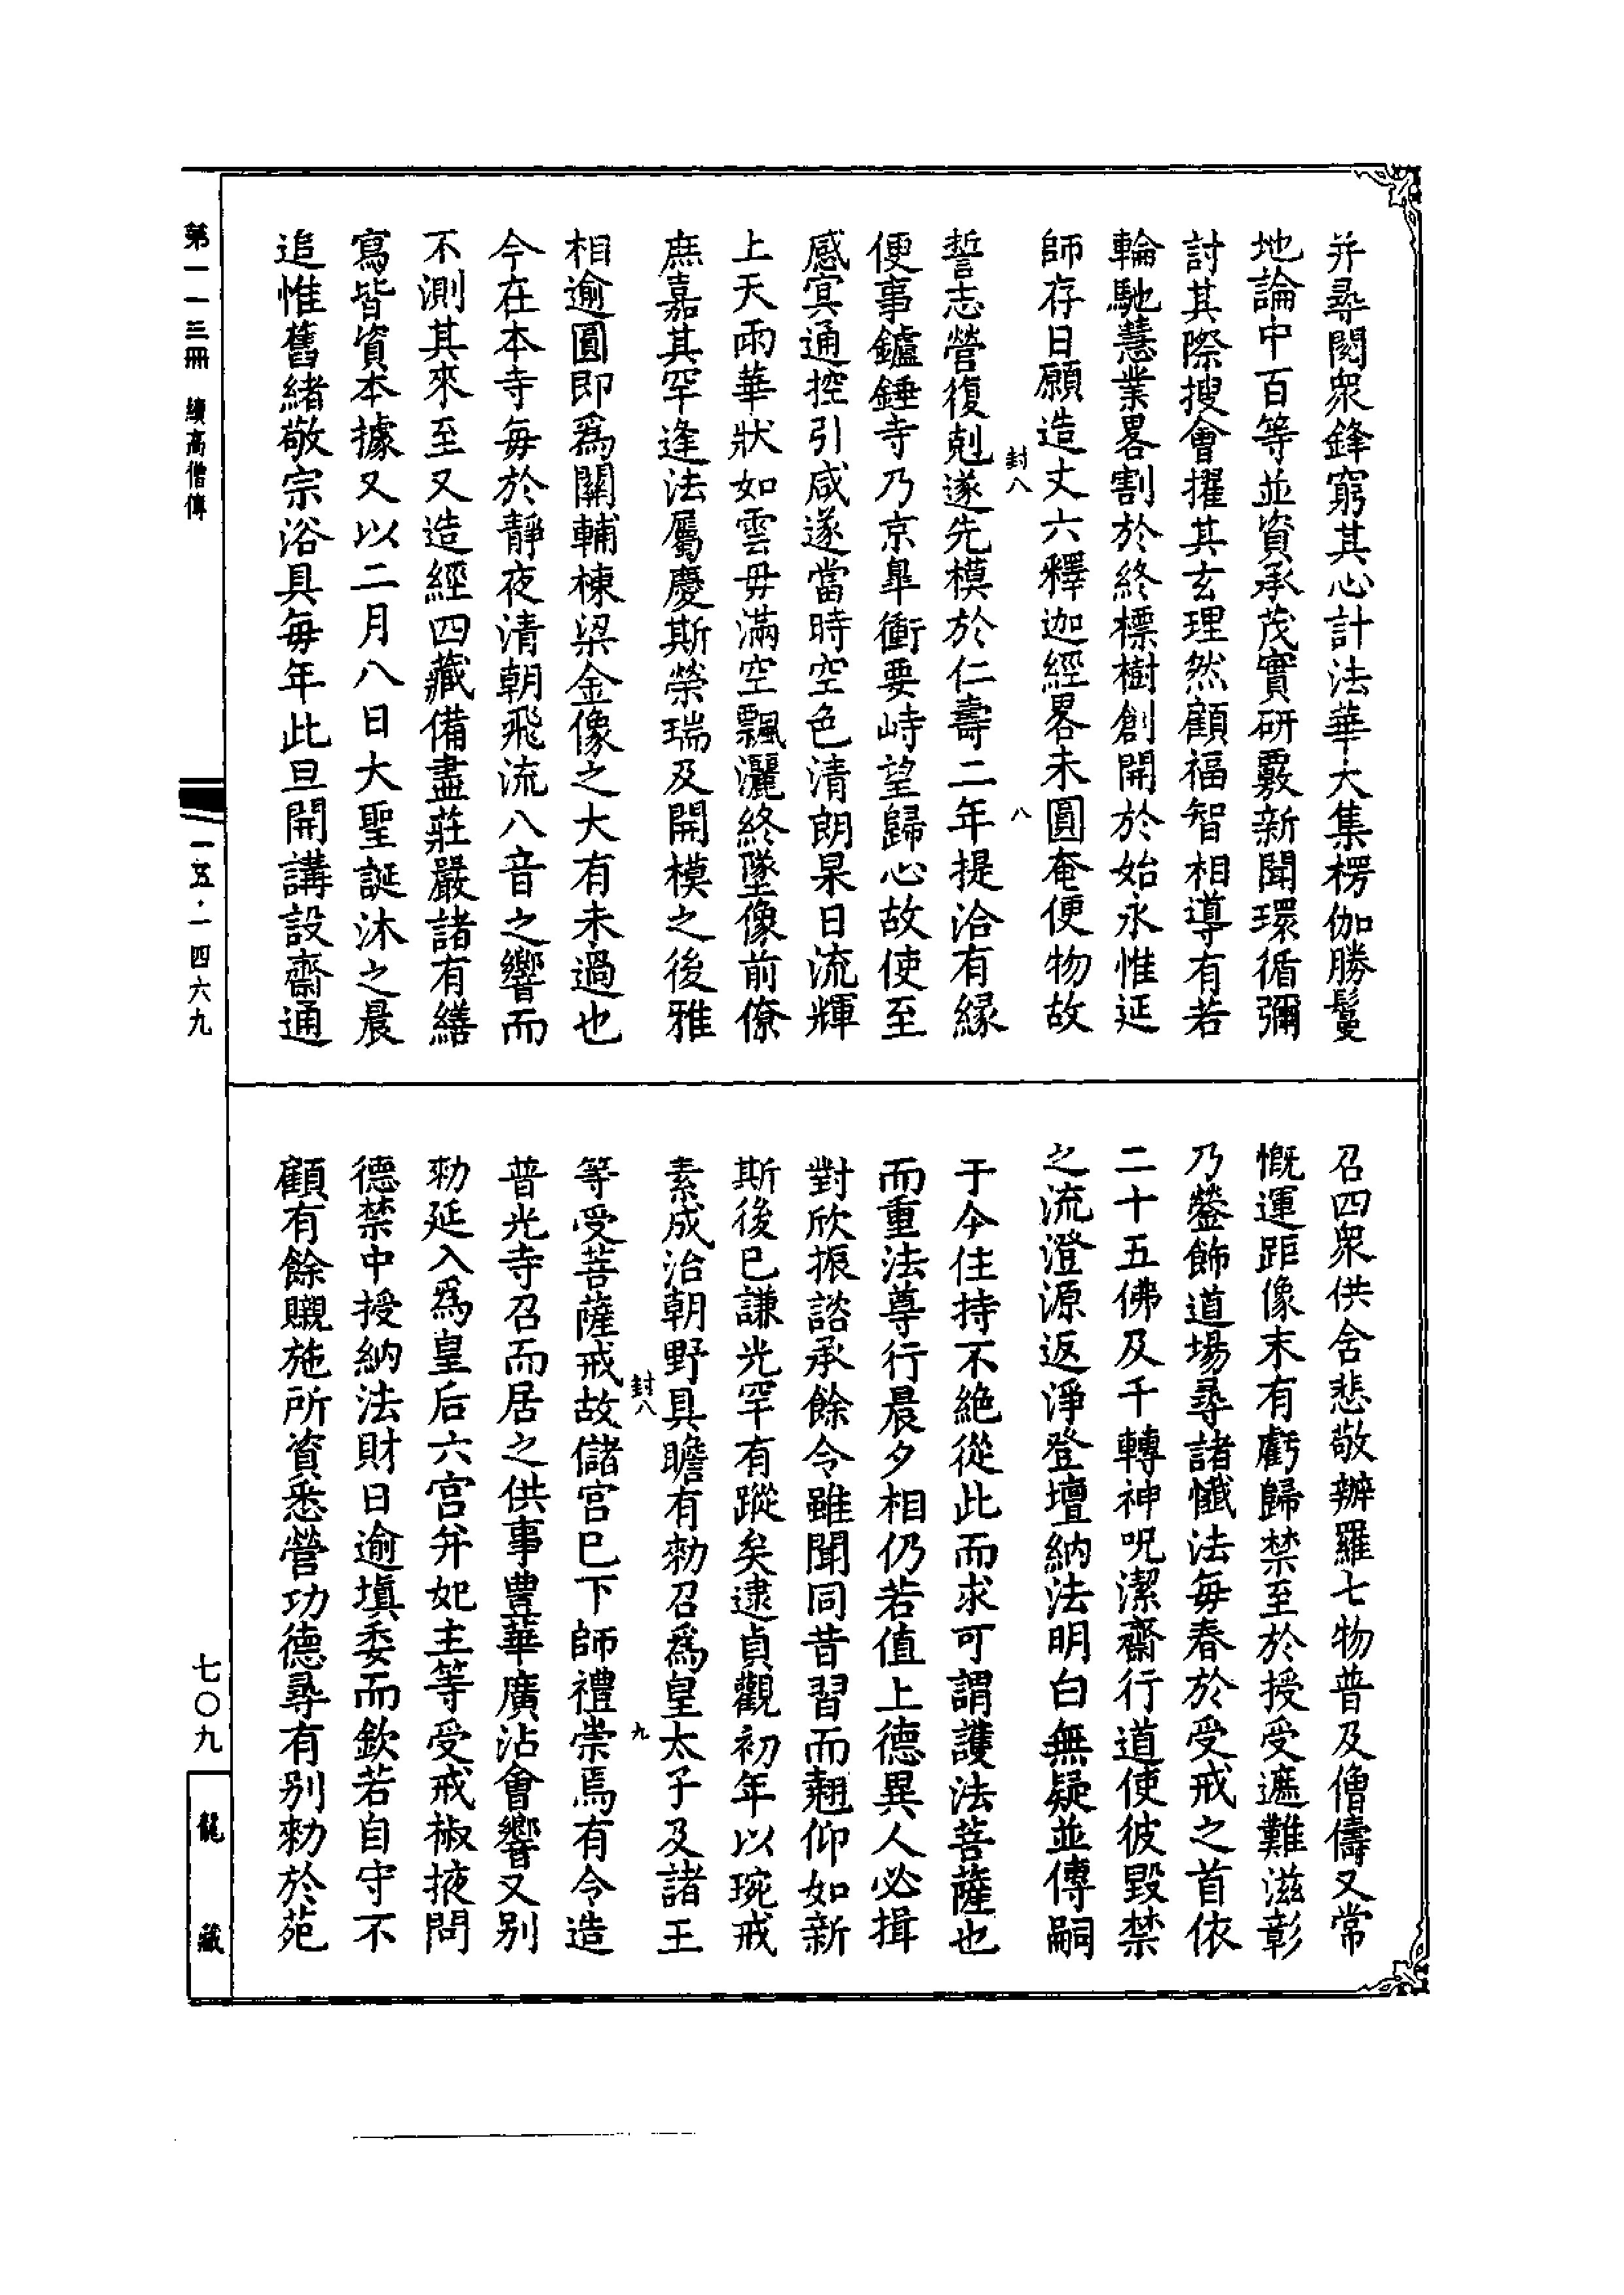 并尋閱衆鋒窮其心計法華大集楞伽勝鬘
地論中百等並資承茂實研覈新聞環循彌
討其際搜會擢其玄理然顧福智相導有若
輪馳慧業畧割於終標樹創開於始永惟延
師存日願造丈六釋迦經畧未圓奄便物故
封八 八
誓志營復剋遂先模於仁壽二年提洽有緣
便事鑪錘寺乃京臯衝要峙望歸心故使至
感冥通控引咸遂當時空色清朗杲日流輝
上天雨華狀如雲毋滿空飄灑終墜像前僚
庶嘉其罕逢法屬慶斯榮瑞及開模之後雅
相逾圓即爲關輔棟梁金像之大有未過也
今在本寺毎於靜夜清朝飛流八音之響而
不測其來至又造經四藏備盡莊嚴諸有繕
寫皆資本據又以二月八日大聖誕沐之晨
追惟舊緒敬宗浴具毎年此旦開講設齋通
召四衆供舍悲敬辦羅七物普及僧儔又常
慨運距像末有虧歸禁至於授受遮難滋彰
乃鎣飾道場尋諸懺法毎春於受戒之首依
二十五佛及千轉神呪潔齋行道使彼毀禁
之流澄源返淨登壇納法明白無疑並傳嗣
于今住持不絶從此而求可謂護法菩薩也
而重法尊行晨夕相仍若值上德異人必揖
對欣振諮承餘令雖聞同昔習而翹仰如新
斯後巳謙光罕有蹤矣逮貞觀初年以琬戒
素成治朝野具瞻有勑召爲皇太子及諸王
封八 九
等受菩薩戒故儲宮巳下師禮崇焉有令造
普光寺召而居之供事豊華廣沾會響又别
勑延入爲皇后六宮并妃主等受戒椒掖問
德禁中授納法財日逾塡委而欽若自守不
顧有餘䞋施所資悉營功德尋有别勑於苑
第一一三冊 續高僧傳
一五·一四六九
七〇九
龍藏